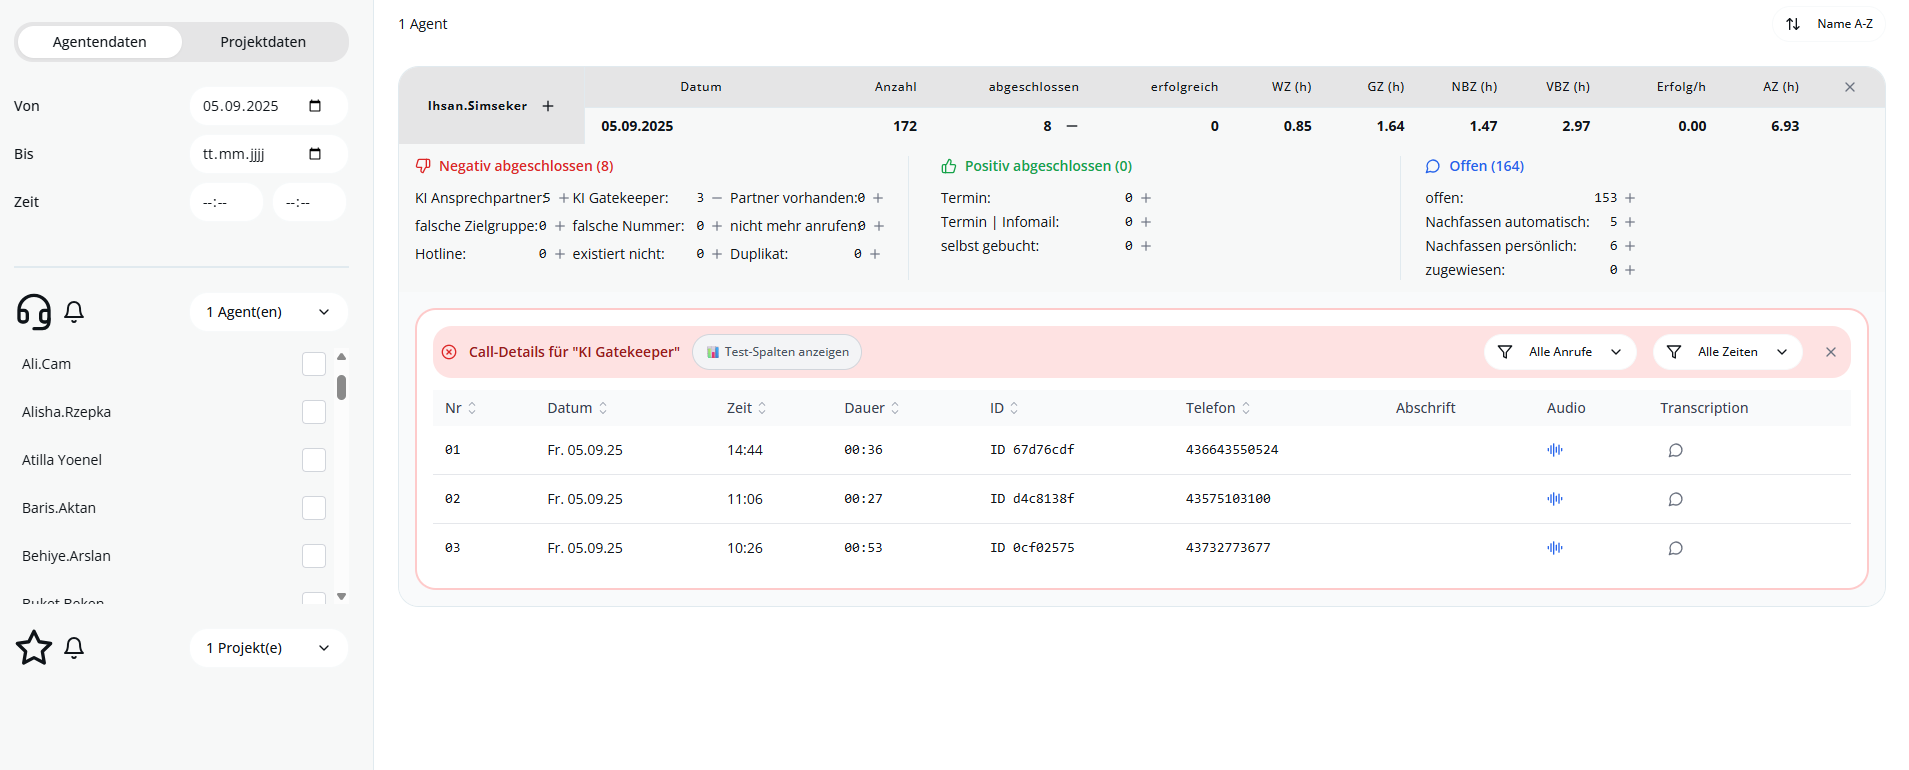 Agentendaten Projektdaten
Von 05.09.2025
Bis tt.mm.jjjj
Zeit --:-- --:--
1 Agent(en)
Ali.Cam
Alisha.Rzepka
Atilla Yoenel
Baris.Aktan
Behiye.Arslan
1 Projekt(e)
1 Agent Name A-Z
Ihsan.Simseker +
Datum Anzahl abgeschlossen erfolgreich WZ (h) GZ (h) NBZ (h) VBZ (h) Erfolg/h AZ (h)
05.09.2025 172 8 — 0 0.85 1.64 1.47 2.97 0.00 6.93
Negativ abgeschlossen (8)
KI Ansprechpartner: 5 + KI Gatekeeper: 3 — Partner vorhanden: 0 +
falsche Zielgruppe: 0 + falsche Nummer: 0 + nicht mehr anrufen: 0 +
Hotline: 0 + existiert nicht: 0 + Duplikat: 0 +
Positiv abgeschlossen (0)
Termin: 0 +
Termin | Infomail: 0 +
selbst gebucht: 0 +
Offen (164)
offen: 153 +
Nachfassen automatisch: 5 +
Nachfassen persönlich: 6 +
zugewiesen: 0 +
Call-Details für "KI Gatekeeper" Test-Spalten anzeigen Alle Anrufe Alle Zeiten
Nr Datum Zeit Dauer ID Telefon Abschrift Audio Transcription
01 Fr. 05.09.25 14:44 00:36 ID 67d76cdf 436643550524
02 Fr. 05.09.25 11:06 00:27 ID d4c8138f 43575103100
03 Fr. 05.09.25 10:26 00:53 ID 0cf02575 43732773677